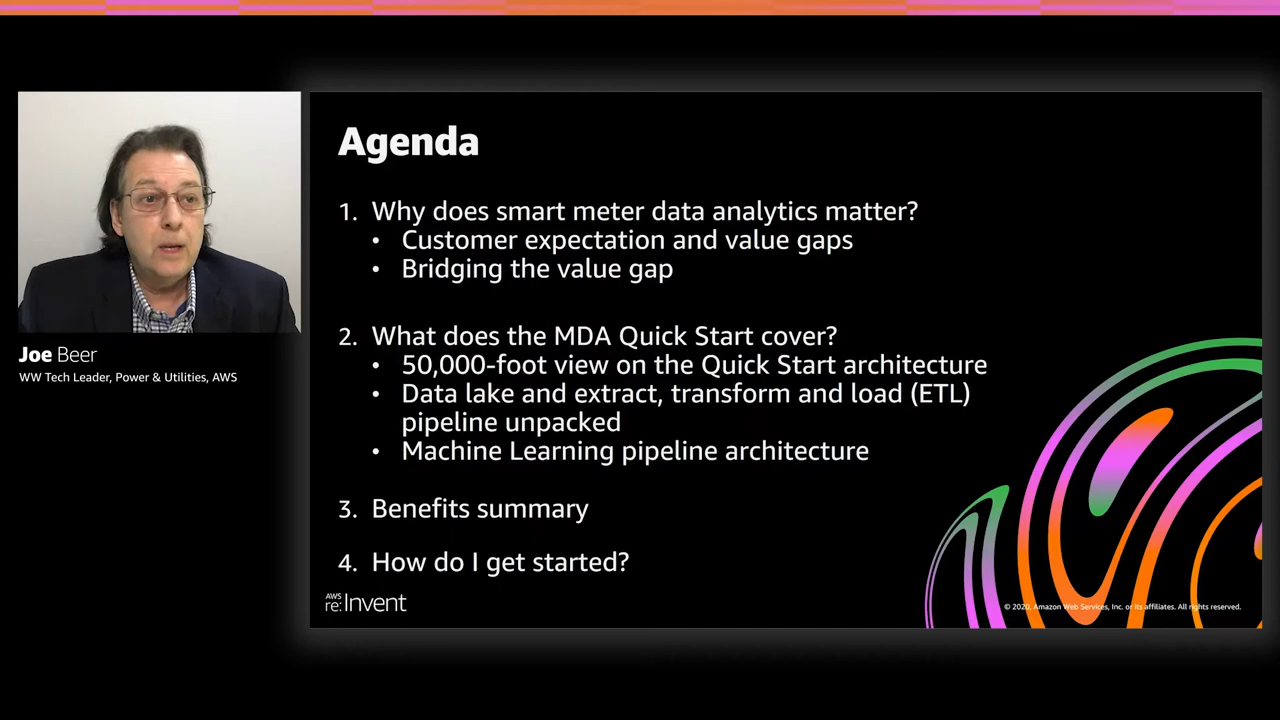 Agenda
1. Why does smart meter data analytics matter?
• Customer expectation and value gaps
• Bridging the value gap
2. What does the MDA Quick Start cover?
• 50,000-foot view on the Quick Start architecture
• Data lake and extract, transform and load (ETL)
pipeline unpacked
• Machine Learning pipeline architecture
3. Benefits summary
4. How do I get started?
Joe Beer
WW Tech Leader, Power & Utilities, AWS
AWS
re:Invent
© 2020, Amazon Web Services, Inc. or its affiliates. All rights reserved.